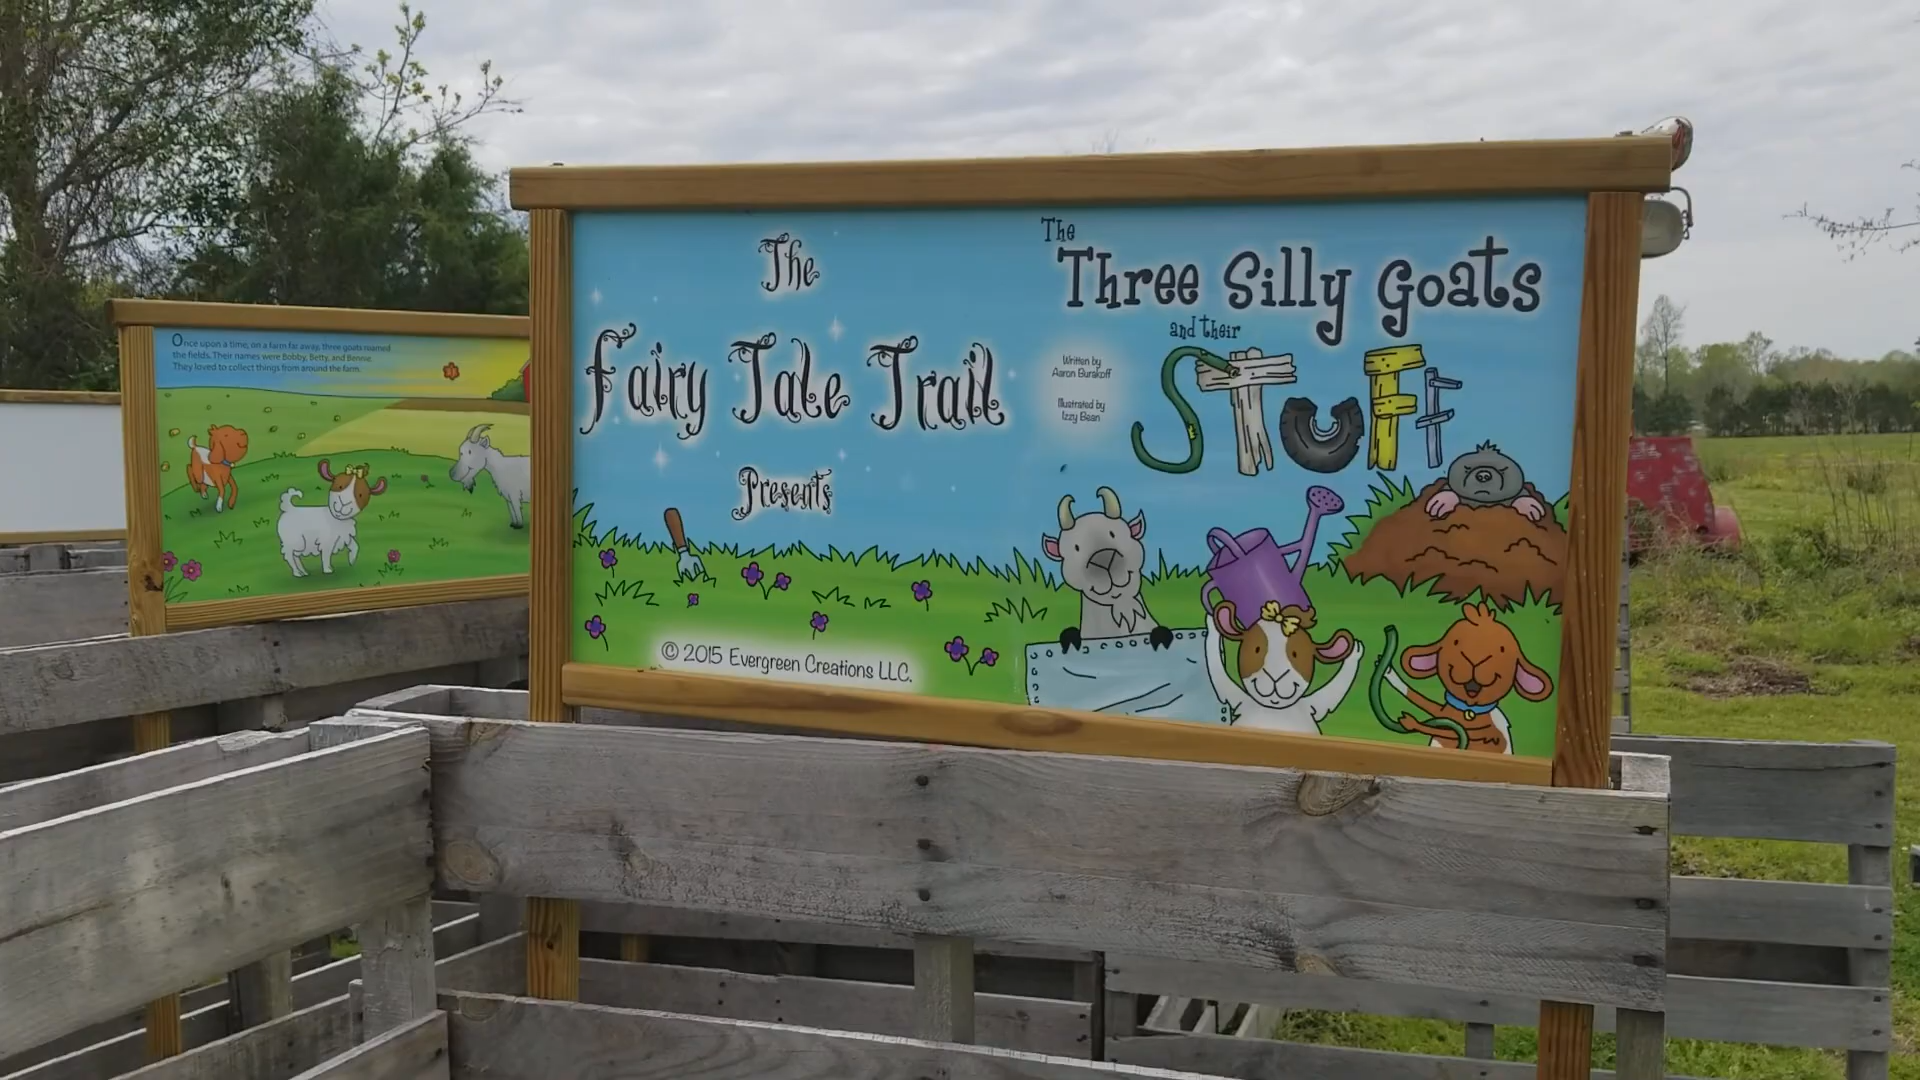 Once upon a time, on a farm far away, three goats roamed
the fields. Their names were Bobby, Betty, and Bennie.
They loved to collect things from around the farm.
The
Fairy Tale Trail
Presents
© 2015 Evergreen Creations LLC.
The
Three Silly Goats
and their
STUFF
Written by
Aaron Burakoff
Illustrated by
Izzy Bean